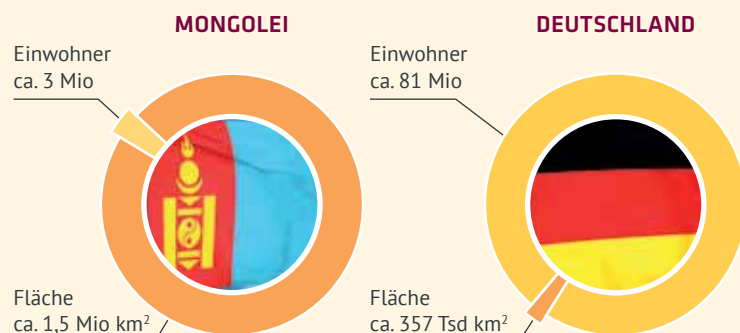 MONGOLEI
Einwohner
ca. 3 Mio
Fläche
ca. 1,5 Mio km²
DEUTSCHLAND
Einwohner
ca. 81 Mio
Fläche
ca. 357 Tsd km²